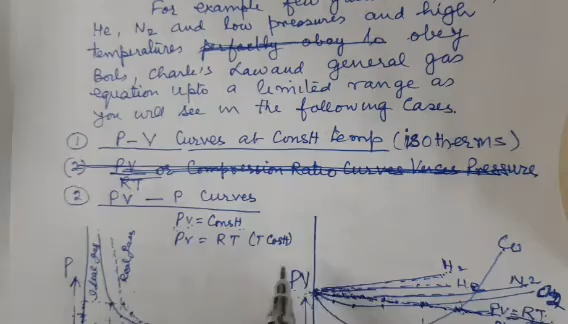 For example few
He, N2 and low pressures and high
temperatures perfectly obey to obey
Boils, Charle's Law and general gas
equation upto a limited range as
you will see in the following Cases.
① P-V Curves at Constt temp (isotherms)
② PV/RT or Compression Ratio Curves Verses Pressure
② PV - P Curves
PV = Constt
PV = RT (T Constt)
P
Ideal gas
Real gas
PV
H2
He
N2
PV = RT